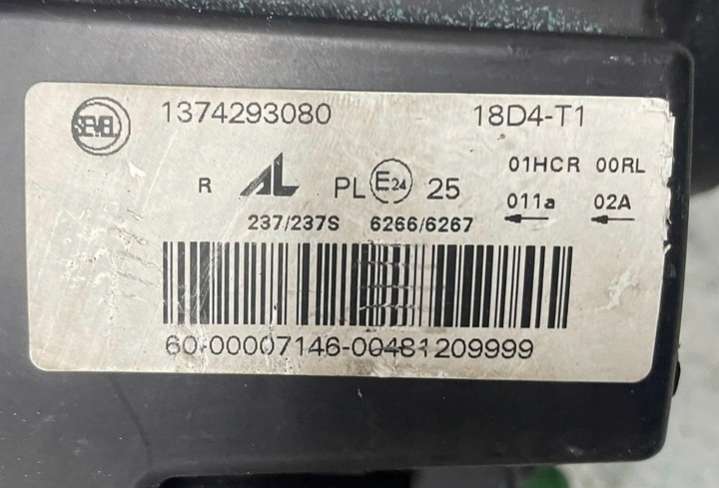 SEVEL 1374293080 18D4-T1
01HCR 00RL
R AL PL E24 25
011a 02A
237/237S 6266/6267
60-00007146-00481209999